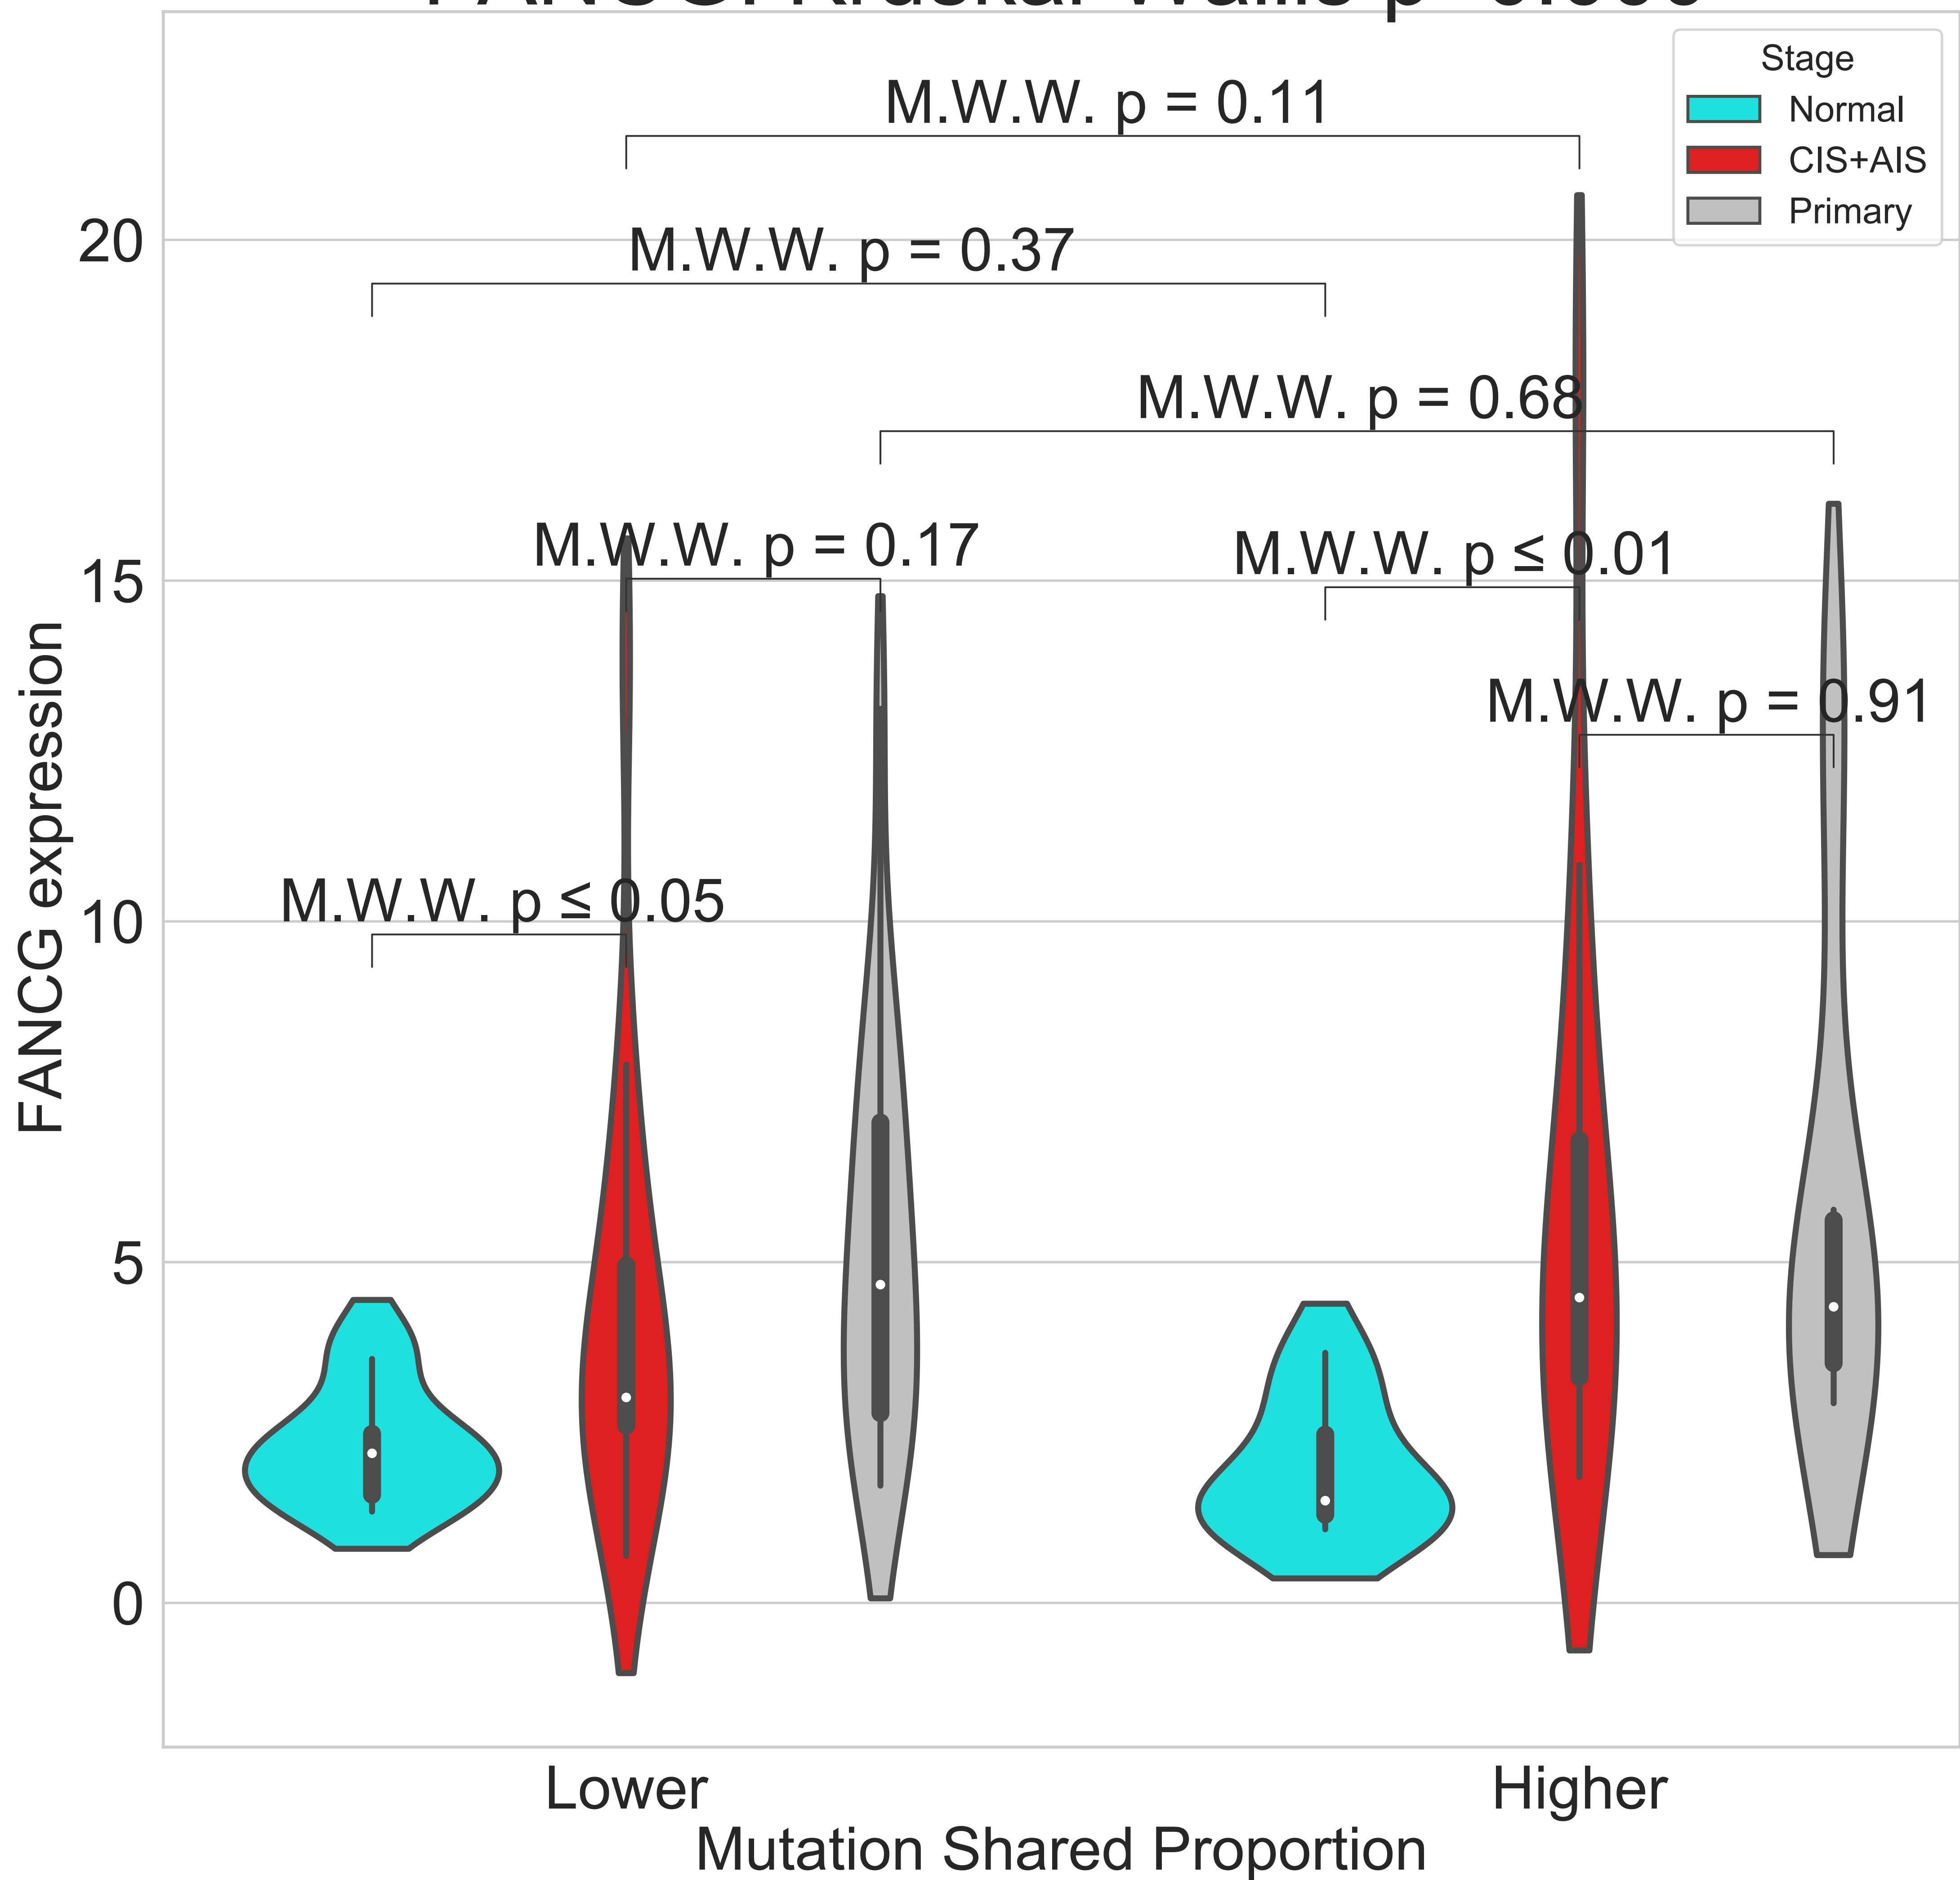 Stage
Normal
CIS+AIS
Primary
M.W.W. p = 0.11
M.W.W. p = 0.37
M.W.W. p = 0.68
M.W.W. p = 0.17
M.W.W. p ≤ 0.01
M.W.W. p = 0.91
M.W.W. p ≤ 0.05
20
15
10
5
0
FANCG expression
Lower
Higher
Mutation Shared Proportion